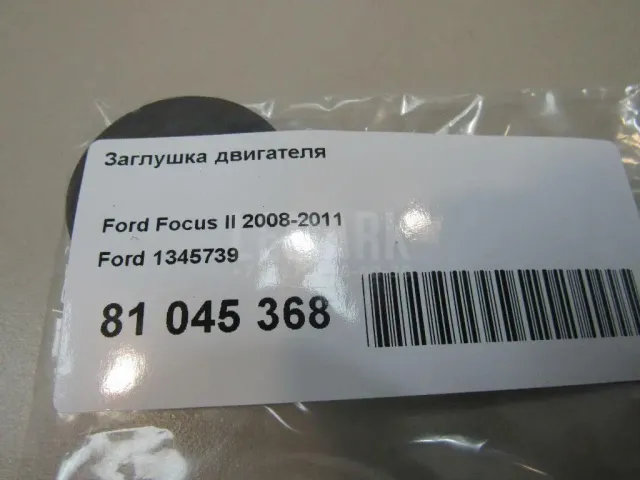 Заглушка двигателя
Ford Focus II 2008-2011
Ford 1345739
81 045 368